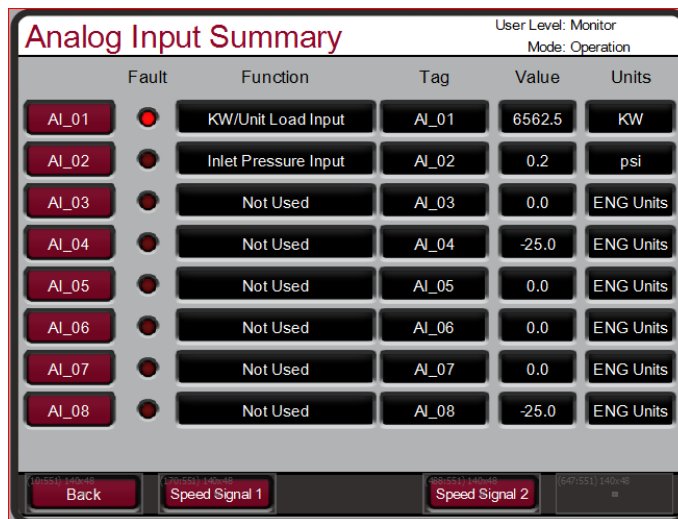 Analog Input Summary
User Level: Monitor
Mode: Operation
Fault Function Tag Value Units
AI_01 KW/Unit Load Input AI_01 6562.5 KW
AI_02 Inlet Pressure Input AI_02 0.2 psi
AI_03 Not Used AI_03 0.0 ENG Units
AI_04 Not Used AI_04 -25.0 ENG Units
AI_05 Not Used AI_05 0.0 ENG Units
AI_06 Not Used AI_06 0.0 ENG Units
AI_07 Not Used AI_07 0.0 ENG Units
AI_08 Not Used AI_08 -25.0 ENG Units
(10:551) 140x48 (170:551) 140x48 (488:551) 140x48 (647:551) 140x48
Back Speed Signal 1 Speed Signal 2